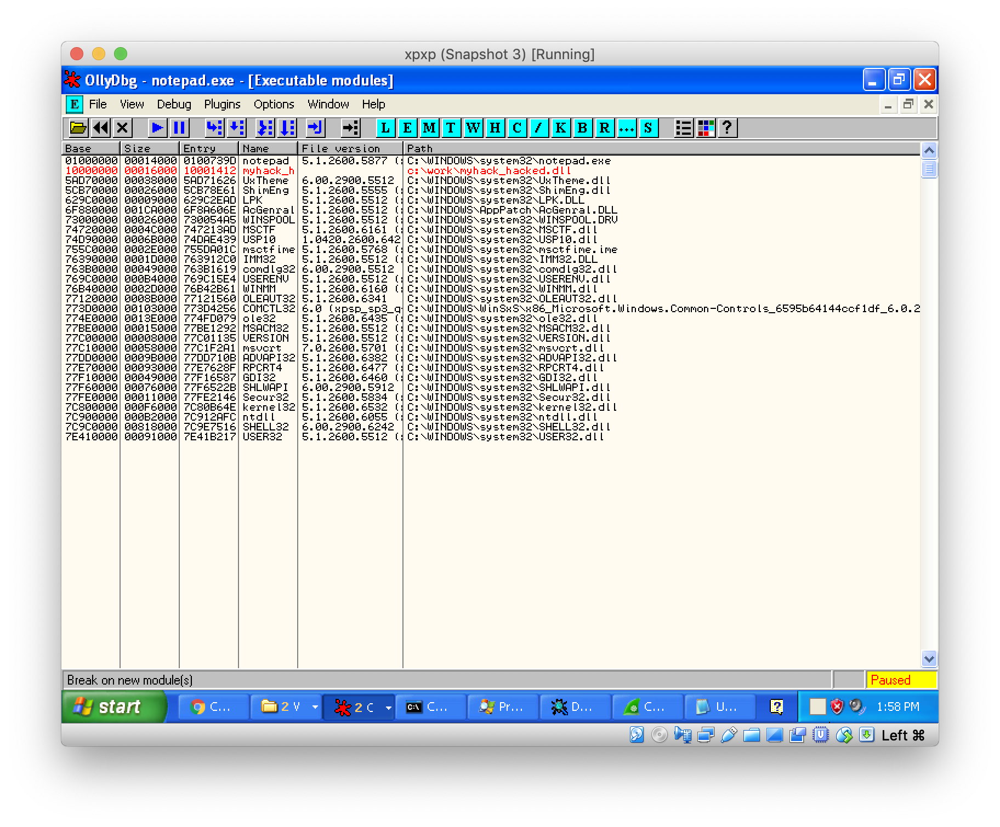 xpxp (Snapshot 3) [Running]
OllyDbg - notepad.exe - [Executable modules]
E File View Debug Plugins Options Window Help
L E M T W H C / K B R ... S ?
Base Size Entry Name File version Path
01000000 00014000 0100739D notepad 5.1.2600.5877 (: C:\WINDOWS\system32\notepad.exe
10000000 00016000 10001412 myhack_h c:\work\myhack_hacked.dll
5AD70000 00038000 5AD71626 UxTheme 6.00.2900.5512 C:\WINDOWS\system32\UxTheme.dll
5CB70000 00026000 5CB78E61 ShimEng 5.1.2600.5555 (: C:\WINDOWS\system32\ShimEng.dll
629C0000 00009000 629C2EAD LPK 5.1.2600.5512 (: C:\WINDOWS\system32\LPK.DLL
6F880000 001CA000 6F8A606E AcGenral 5.1.2600.5512 (: C:\WINDOWS\AppPatch\AcGenral.DLL
73000000 00026000 730054A5 WINSPOOL 5.1.2600.5512 (: C:\WINDOWS\system32\WINSPOOL.DRV
74720000 0004C000 747213AD MSCTF 5.1.2600.6161 (: C:\WINDOWS\system32\MSCTF.dll
74D90000 0006B000 74DAE439 USP10 1.0420.2600.642 C:\WINDOWS\system32\USP10.dll
755C0000 0002E000 755DA01C msctfime 5.1.2600.5768 (: C:\WINDOWS\system32\msctfime.ime
76390000 0001D000 763912C0 IMM32 5.1.2600.5512 (: C:\WINDOWS\system32\IMM32.DLL
763B0000 00049000 763B1619 comdlg32 6.00.2900.5512 C:\WINDOWS\system32\comdlg32.dll
769C0000 000B4000 769C15E4 USERENV 5.1.2600.5512 (: C:\WINDOWS\system32\USERENV.dll
76B40000 0002D000 76B42B61 WINMM 5.1.2600.6160 (: C:\WINDOWS\system32\WINMM.dll
77120000 0008B000 77121560 OLEAUT32 5.1.2600.6341 C:\WINDOWS\system32\OLEAUT32.dll
773D0000 00103000 773D4256 COMCTL32 6.0 (xpsp_sp3_q C:\WINDOWS\WinSxS\x86_Microsoft.Windows.Common-Controls_6595b64144ccf1df_6.0.2
774E0000 0013E000 774FD079 ole32 5.1.2600.6435 (: C:\WINDOWS\system32\ole32.dll
77BE0000 00015000 77BE1292 MSACM32 5.1.2600.5512 (: C:\WINDOWS\system32\MSACM32.dll
77C00000 00008000 77C01135 VERSION 5.1.2600.5512 (: C:\WINDOWS\system32\VERSION.dll
77C10000 00058000 77C1F2A1 msvcrt 7.0.2600.5701 (: C:\WINDOWS\system32\msvcrt.dll
77DD0000 0009B000 77DD710B ADVAPI32 5.1.2600.6382 (: C:\WINDOWS\system32\ADVAPI32.dll
77E70000 00093000 77E7628F RPCRT4 5.1.2600.6477 (: C:\WINDOWS\system32\RPCRT4.dll
77F10000 00049000 77F16587 GDI32 5.1.2600.6460 (: C:\WINDOWS\system32\GDI32.dll
77F60000 00076000 77F6522B SHLWAPI 6.00.2900.5912 C:\WINDOWS\system32\SHLWAPI.dll
77FE0000 00011000 77FE2146 Secur32 5.1.2600.5834 (: C:\WINDOWS\system32\Secur32.dll
7C800000 000F6000 7C80B64E kernel32 5.1.2600.6532 (: C:\WINDOWS\system32\kernel32.dll
7C900000 000B2000 7C912AFC ntdll 5.1.2600.6055 (: C:\WINDOWS\system32\ntdll.dll
7C9C0000 00818000 7C9E7516 SHELL32 6.00.2900.6242 C:\WINDOWS\system32\SHELL32.dll
7E410000 00091000 7E41B217 USER32 5.1.2600.5512 (: C:\WINDOWS\system32\USER32.dll
Break on new module(s) Paused
start C... 2 V 2 C C:\ C... Pr... D... C... U... ? 1:58 PM
Left ⌘